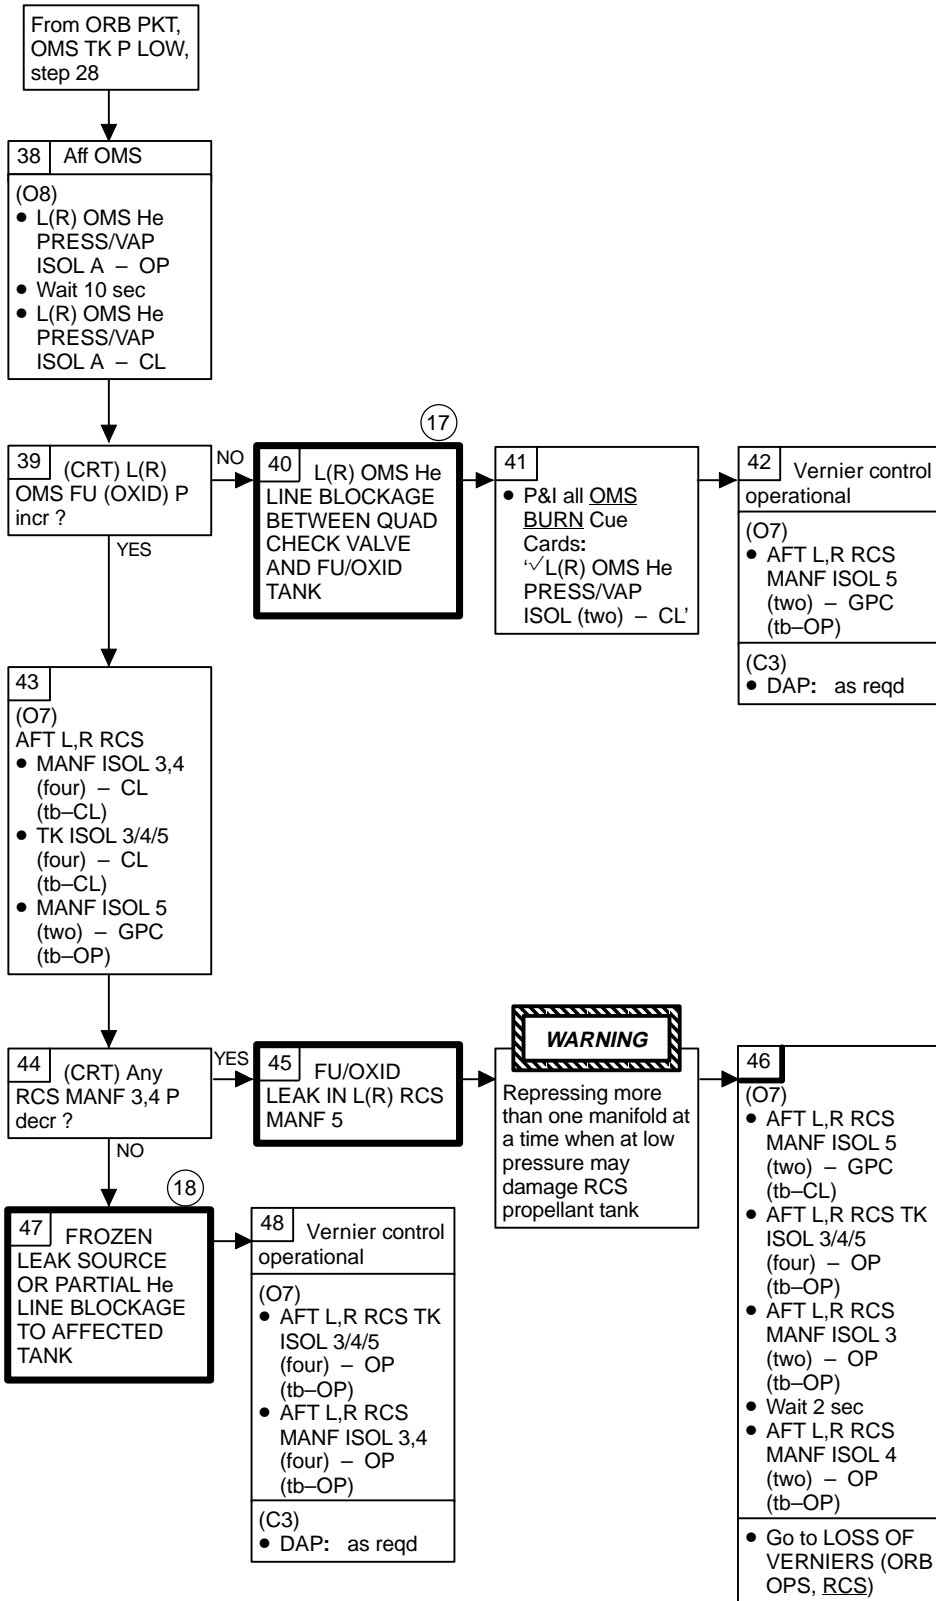 From ORB PKT,
OMS TK P LOW,
step 28
38 Aff OMS
(O8)
• L(R) OMS He
PRESS/VAP
ISOL A – OP
• Wait 10 sec
• L(R) OMS He
PRESS/VAP
ISOL A – CL
39 (CRT) L(R)
OMS FU (OXID) P
incr ?
NO
YES
17
40 L(R) OMS He
LINE BLOCKAGE
BETWEEN QUAD
CHECK VALVE
AND FU/OXID
TANK
41
• P&I all OMS
BURN Cue
Cards:
‘√L(R) OMS He
PRESS/VAP
ISOL (two) – CL’
42 Vernier control
operational
(O7)
• AFT L,R RCS
MANF ISOL 5
(two) – GPC
(tb–OP)
(C3)
• DAP: as reqd
43
(O7)
AFT L,R RCS
• MANF ISOL 3,4
(four) – CL
(tb–CL)
• TK ISOL 3/4/5
(four) – CL
(tb–CL)
• MANF ISOL 5
(two) – GPC
(tb–OP)
44 (CRT) Any
RCS MANF 3,4 P
decr ?
YES
NO
45 FU/OXID
LEAK IN L(R) RCS
MANF 5
WARNING
Repressing more
than one manifold at
a time when at low
pressure may
damage RCS
propellant tank
46
(O7)
• AFT L,R RCS
MANF ISOL 5
(two) – GPC
(tb–CL)
• AFT L,R RCS TK
ISOL 3/4/5
(four) – OP
(tb–OP)
• AFT L,R RCS
MANF ISOL 3
(two) – OP
(tb–OP)
• Wait 2 sec
• AFT L,R RCS
MANF ISOL 4
(two) – OP
(tb–OP)
• Go to LOSS OF
VERNIERS (ORB
OPS, RCS)
18
47 FROZEN
LEAK SOURCE
OR PARTIAL He
LINE BLOCKAGE
TO AFFECTED
TANK
48 Vernier control
operational
(O7)
• AFT L,R RCS TK
ISOL 3/4/5
(four) – OP
(tb–OP)
• AFT L,R RCS
MANF ISOL 3,4
(four) – OP
(tb–OP)
(C3)
• DAP: as reqd